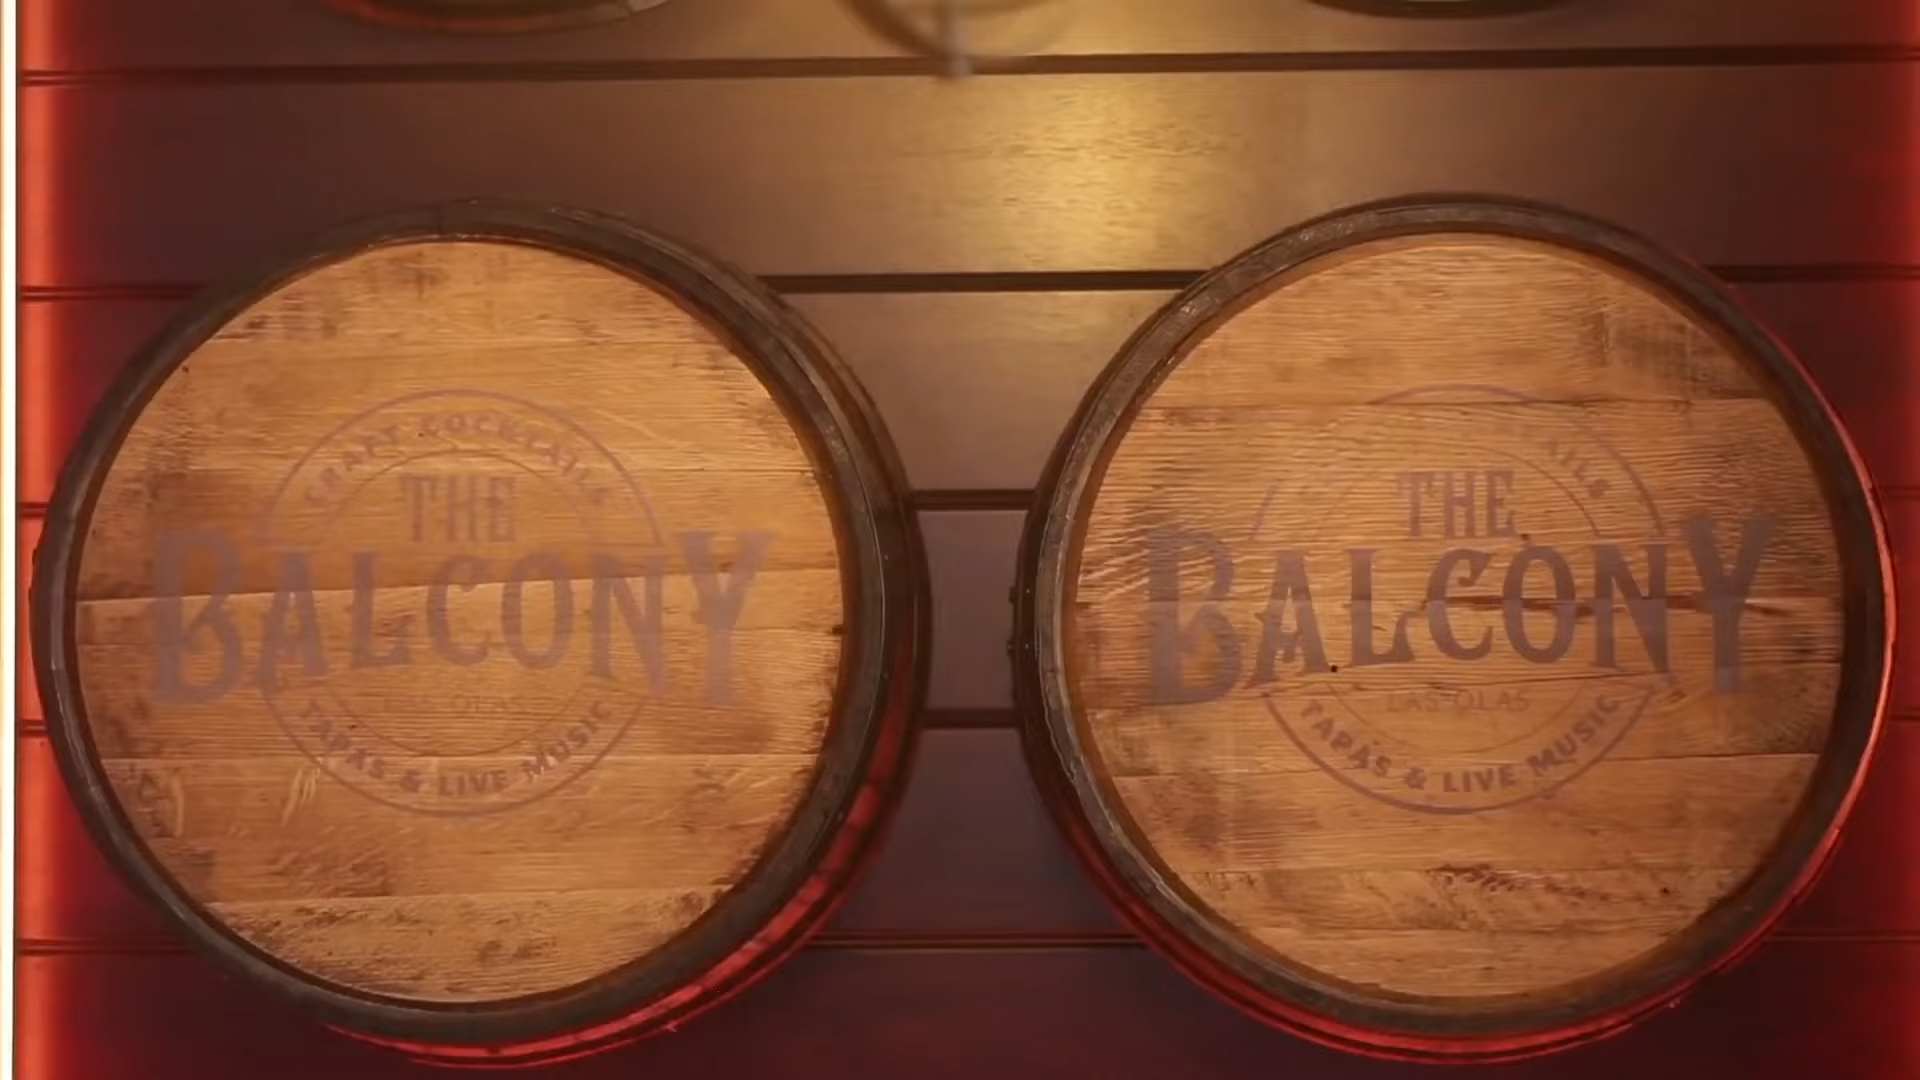 CRAFT COCKTAILS
THE
BALCONY
LAS OLAS
TAPAS & LIVE MUSIC
THE
BALCONY
LAS OLAS
TAPAS & LIVE MUSIC